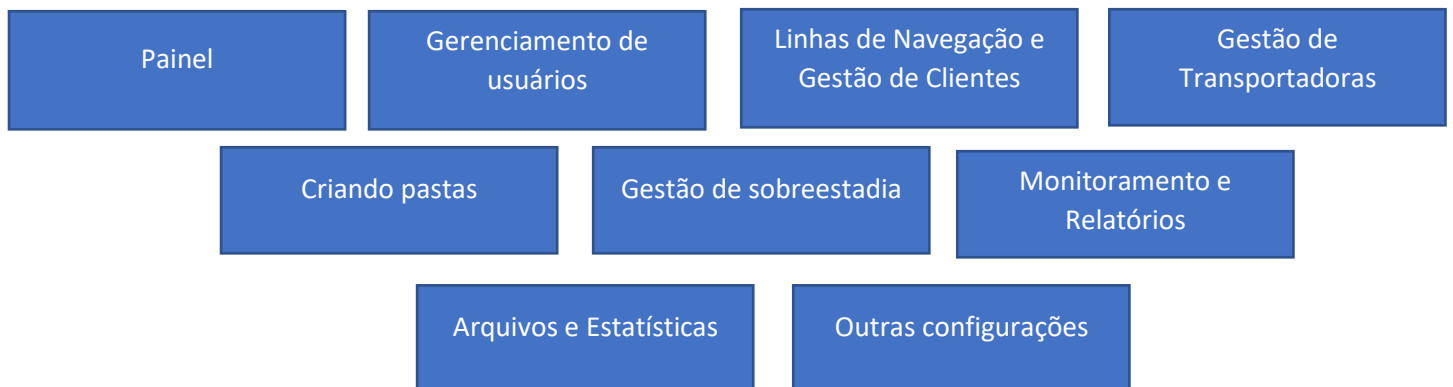 Painel
Gerenciamento de
usuários
Linhas de Navegação e
Gestão de Clientes
Gestão de
Transportadoras
Criando pastas
Gestão de sobreestadia
Monitoramento e
Relatórios
Arquivos e Estatísticas
Outras configurações